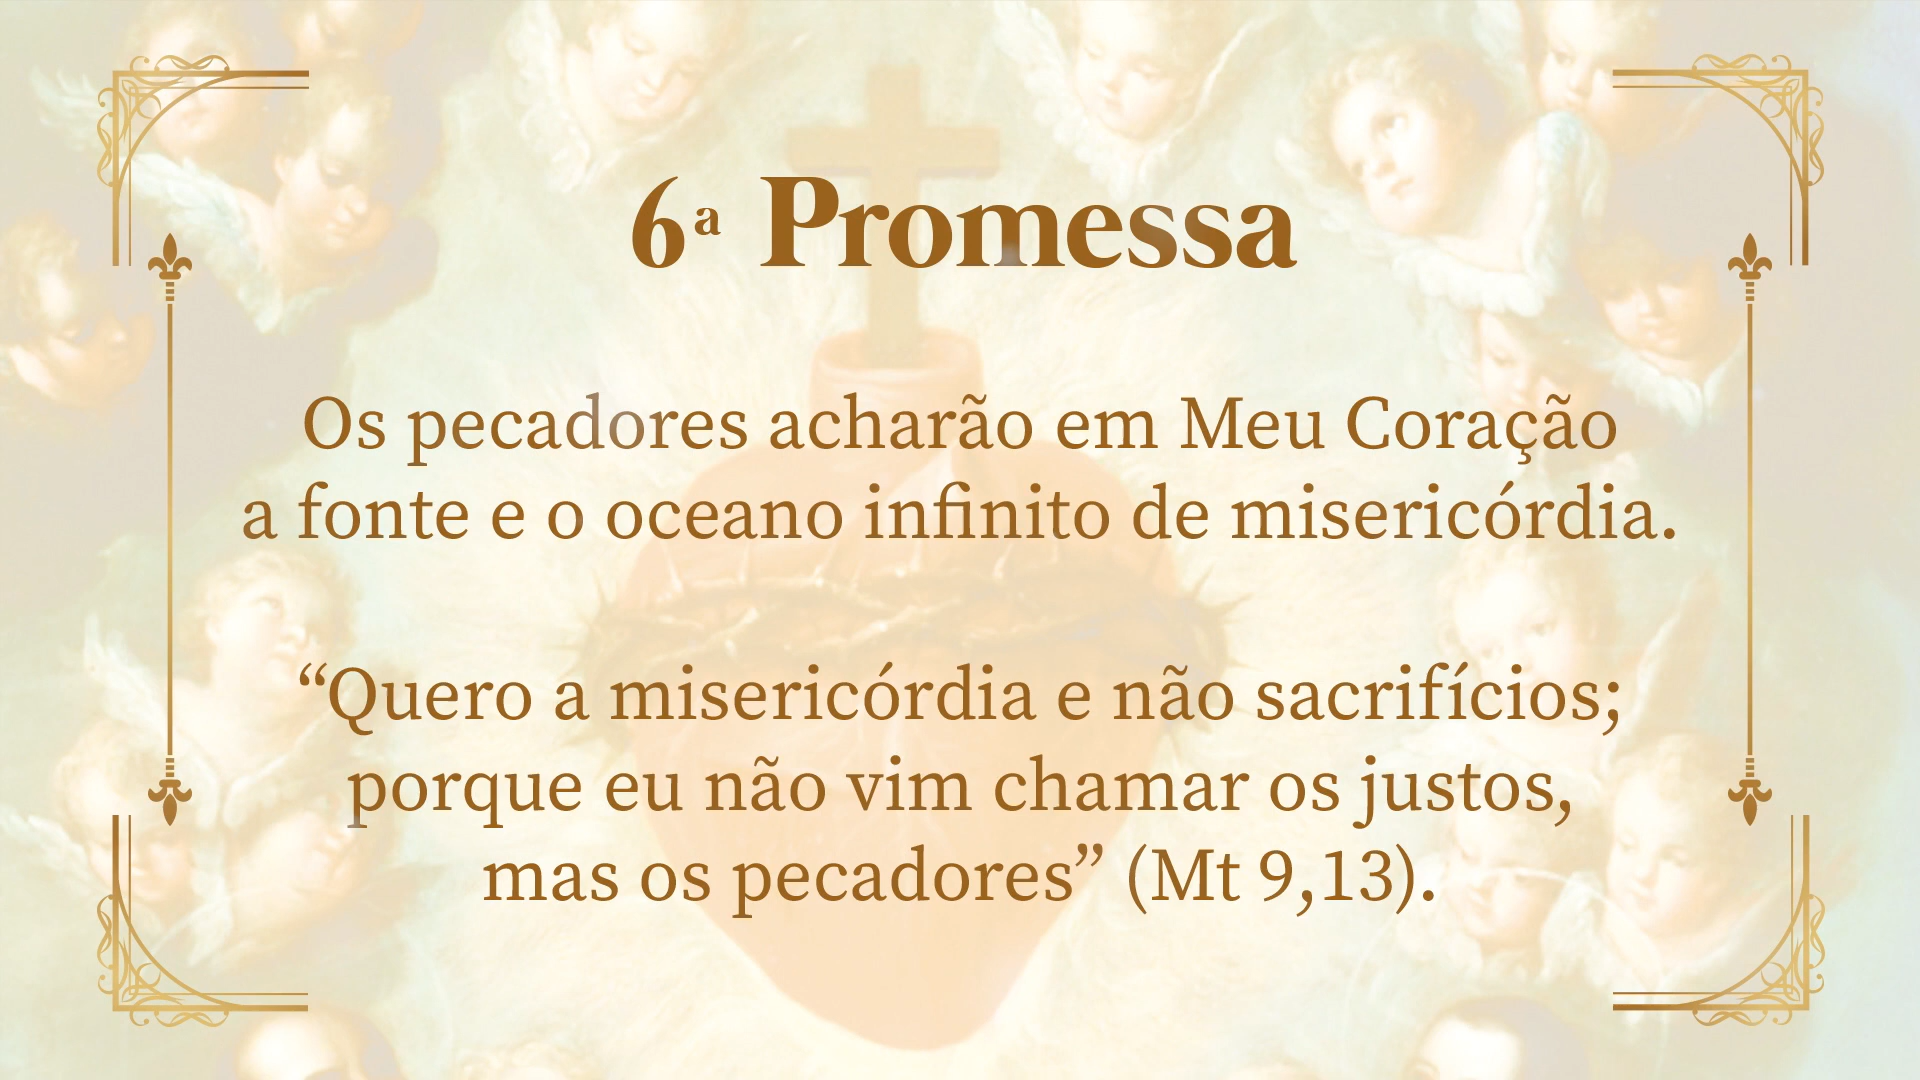 6ª Promessa
Os pecadores acharão em Meu Coração
a fonte e o oceano infinito de misericórdia.
“Quero a misericórdia e não sacrifícios;
porque eu não vim chamar os justos,
mas os pecadores” (Mt 9,13).